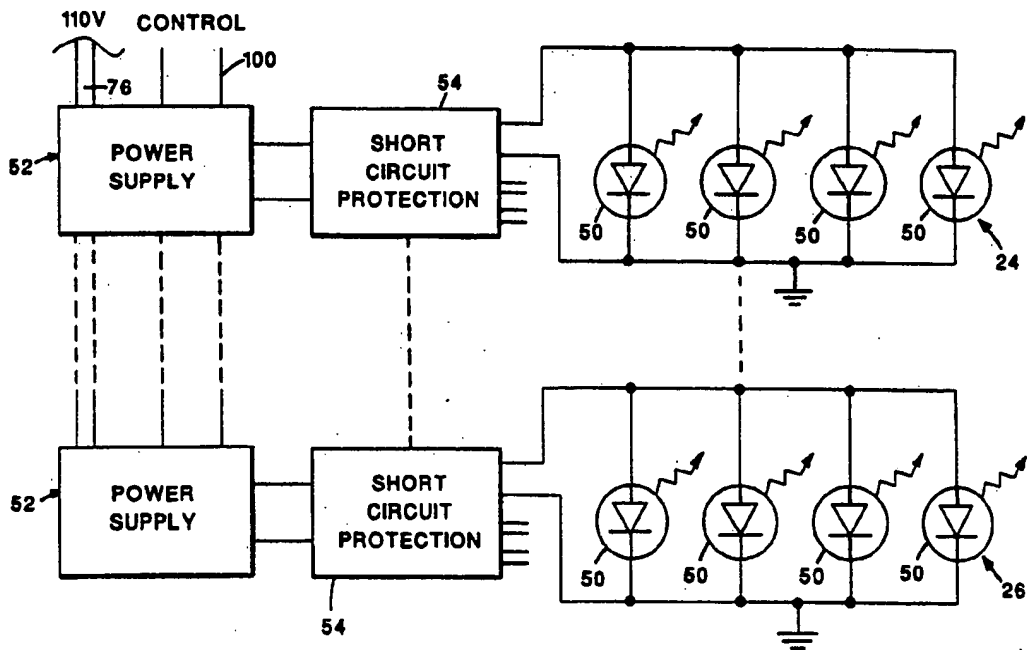 110V CONTROL
76
100
54
52
POWER
SUPPLY
SHORT
CIRCUIT
PROTECTION
50 50 50 50
24
52
POWER
SUPPLY
SHORT
CIRCUIT
PROTECTION
50 50 50 50
26
54